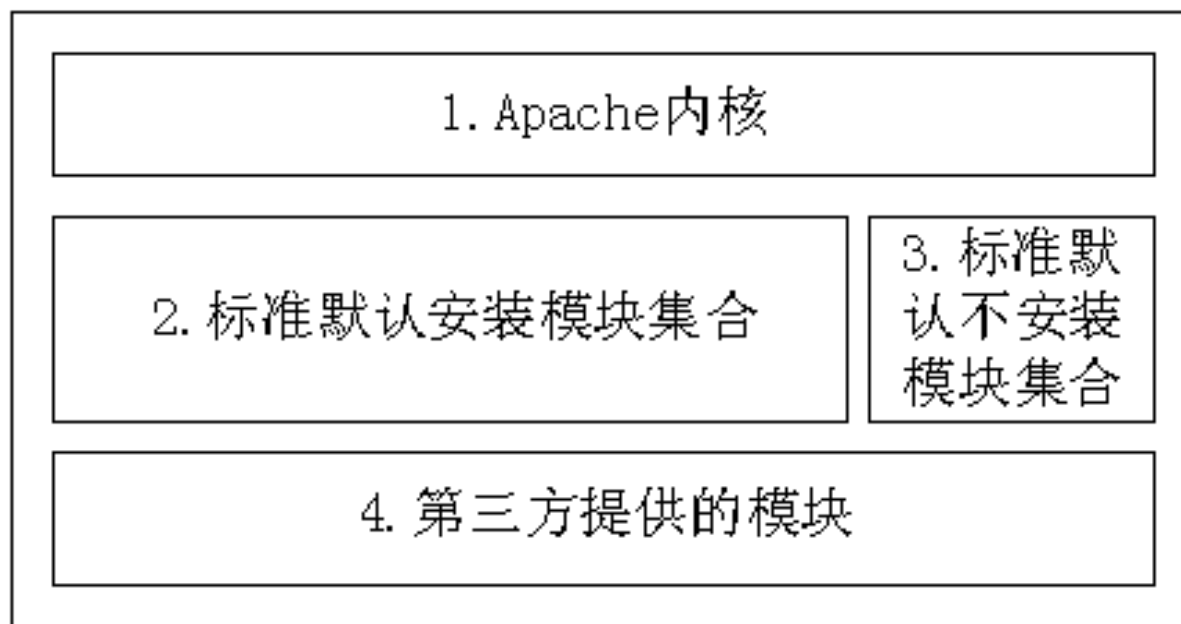 1. Apache内核
2. 标准默认安装模块集合
3. 标准默
认不安装
模块集合
4. 第三方提供的模块